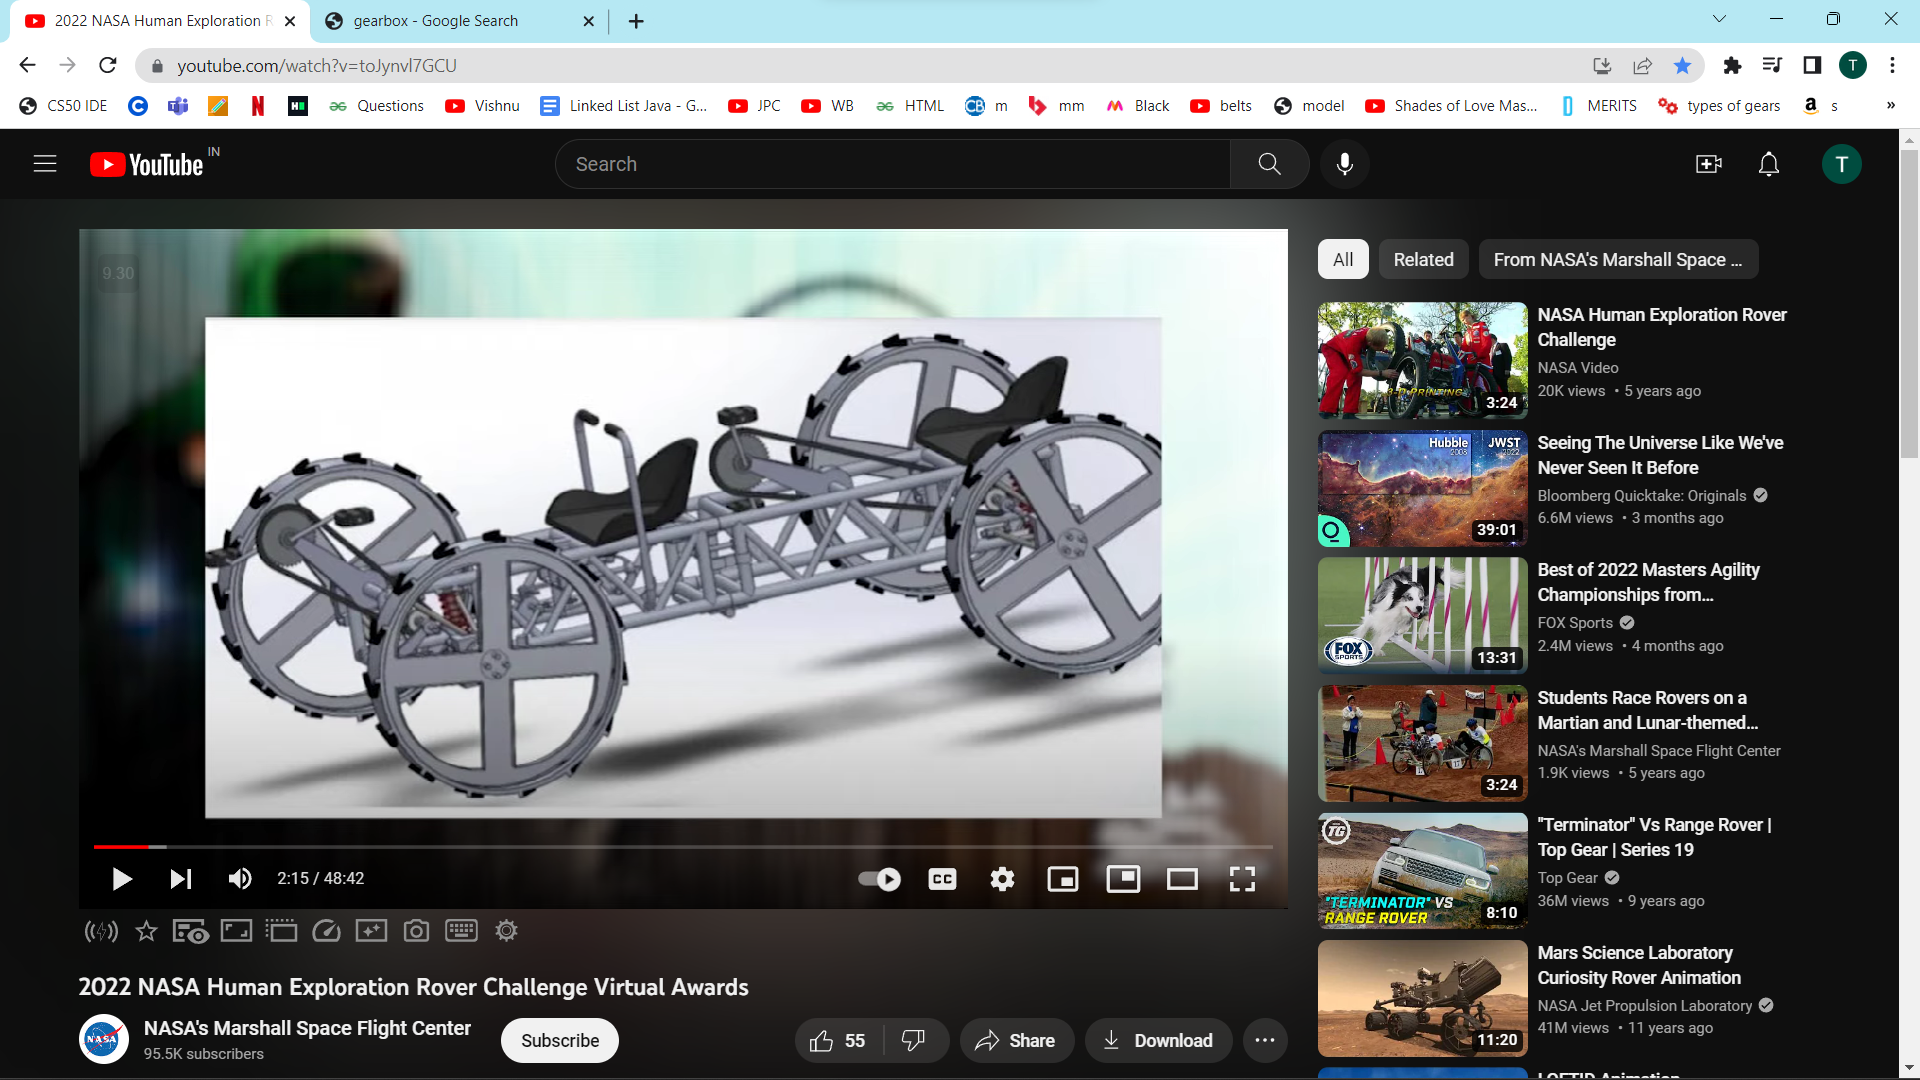 2022 NASA Human Exploration R
gearbox - Google Search
youtube.com/watch?v=toJynvl7GCU
T
CS50 IDE
Questions
Vishnu
Linked List Java - G...
JPC
WB
HTML
m
mm
Black
belts
model
Shades of Love Mas...
MERITS
types of gears
s
»
YouTube IN
Search
T
9.30
All
Related
From NASA's Marshall Space ...
3-D PRINTING
3:24
NASA Human Exploration Rover
Challenge
NASA Video
20K views • 5 years ago
Hubble
2008
JWST
2022
39:01
Seeing The Universe Like We've
Never Seen It Before
Bloomberg Quicktake: Originals
6.6M views • 3 months ago
FOX
SPORTS
13:31
Best of 2022 Masters Agility
Championships from...
FOX Sports
2.4M views • 4 months ago
3:24
Students Race Rovers on a
Martian and Lunar-themed...
NASA's Marshall Space Flight Center
1.9K views • 5 years ago
TG
"TERMINATOR" VS
RANGE ROVER
8:10
"Terminator" Vs Range Rover |
Top Gear | Series 19
Top Gear
36M views • 9 years ago
11:20
Mars Science Laboratory
Curiosity Rover Animation
NASA Jet Propulsion Laboratory
41M views • 11 years ago
2:15 / 48:42
CC
2022 NASA Human Exploration Rover Challenge Virtual Awards
NASA
NASA's Marshall Space Flight Center
95.5K subscribers
Subscribe
55
Share
Download